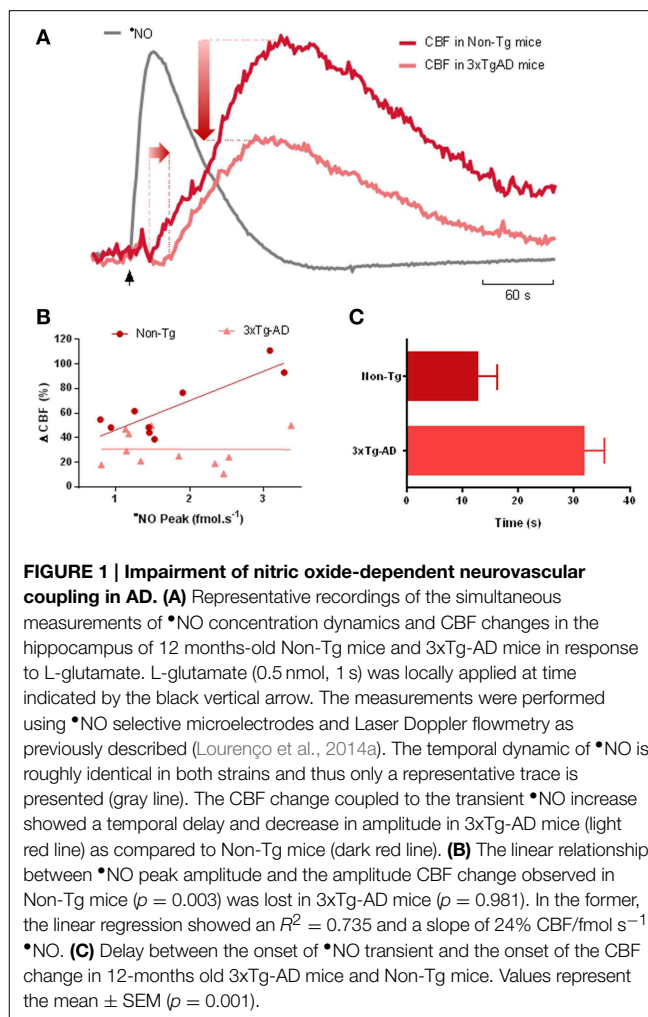 A
•NO
CBF in Non-Tg mice
CBF in 3xTgAD mice
60 s
B
Non-Tg
3xTg-AD
Δ CBF (%)
120
100
80
60
40
20
0
1
2
3
•NO Peak (fmol.s⁻¹)
C
Non-Tg
3xTg-AD
0
10
20
30
40
Time (s)
FIGURE 1 | Impairment of nitric oxide-dependent neurovascular
coupling in AD. (A) Representative recordings of the simultaneous
measurements of •NO concentration dynamics and CBF changes in the
hippocampus of 12 months-old Non-Tg mice and 3xTg-AD mice in response
to L-glutamate. L-glutamate (0.5 nmol, 1 s) was locally applied at time
indicated by the black vertical arrow. The measurements were performed
using •NO selective microelectrodes and Laser Doppler flowmetry as
previously described (Lourenço et al., 2014a). The temporal dynamic of •NO is
roughly identical in both strains and thus only a representative trace is
presented (gray line). The CBF change coupled to the transient •NO increase
showed a temporal delay and decrease in amplitude in 3xTg-AD mice (light
red line) as compared to Non-Tg mice (dark red line). (B) The linear relationship
between •NO peak amplitude and the amplitude CBF change observed in
Non-Tg mice (p = 0.003) was lost in 3xTg-AD mice (p = 0.981). In the former,
the linear regression showed an R² = 0.735 and a slope of 24% CBF/fmol s⁻¹
•NO. (C) Delay between the onset of •NO transient and the onset of the CBF
change in 12-months old 3xTg-AD mice and Non-Tg mice. Values represent
the mean ± SEM (p = 0.001).